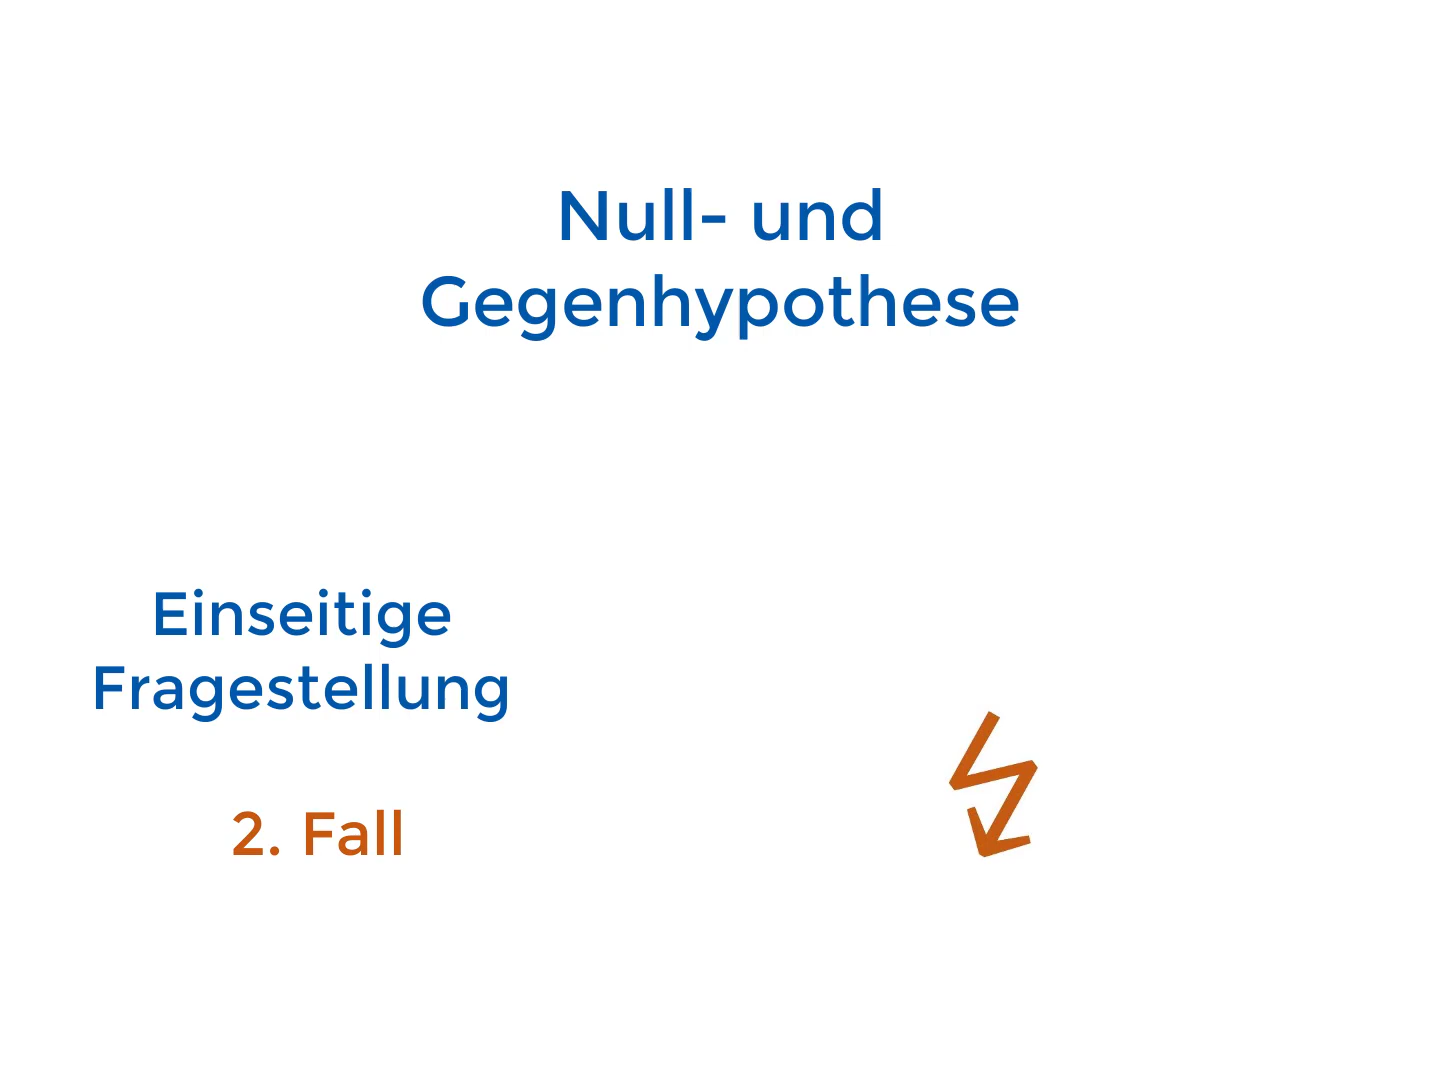 Null- und
Gegenhypothese
Einseitige
Fragestellung
2. Fall